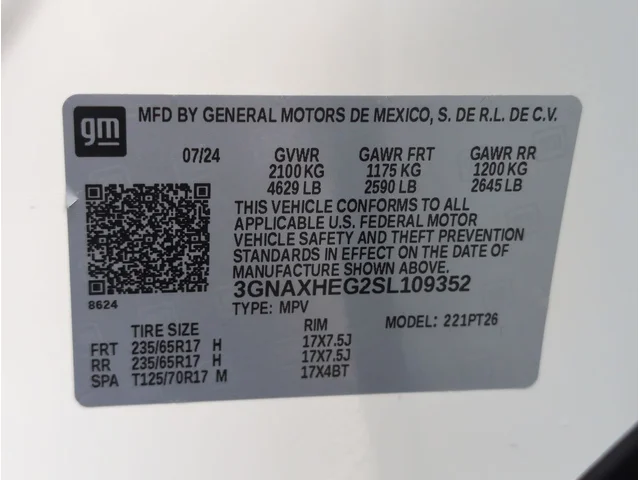 gm
MFD BY GENERAL MOTORS DE MEXICO, S. DE R.L. DE C.V.
07/24 GVWR GAWR FRT GAWR RR
2100 KG 1175 KG 1200 KG
4629 LB 2590 LB 2645 LB
THIS VEHICLE CONFORMS TO ALL
APPLICABLE U.S. FEDERAL MOTOR
VEHICLE SAFETY AND THEFT PREVENTION
STANDARDS IN EFFECT ON THE DATE OF
MANUFACTURE SHOWN ABOVE.
8624
3GNAXHEG2SL109352
TYPE: MPV MODEL: 221PT26
TIRE SIZE RIM
FRT 235/65R17 H 17X7.5J
RR 235/65R17 H 17X7.5J
SPA T125/70R17 M 17X4BT